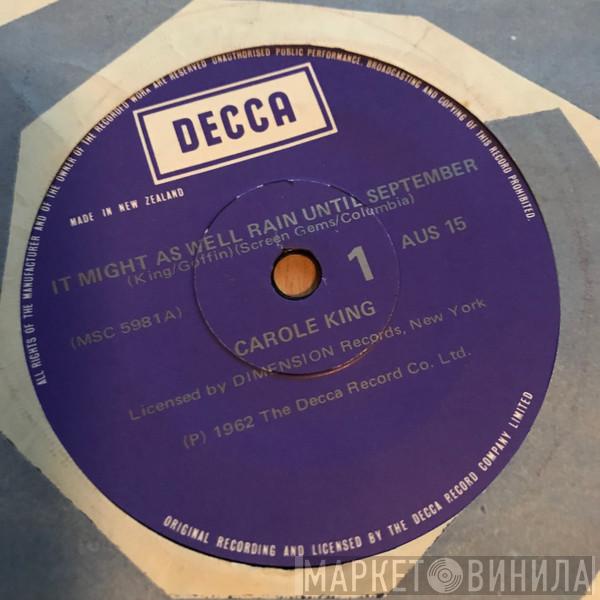 DECCA
ALL RIGHTS OF THE MANUFACTURER AND OF THE OWNER OF THE RECORDED WORK ARE RESERVED UNAUTHORISED PUBLIC PERFORMANCE, BROADCASTING AND COPYING OF THIS RECORD PROHIBITED.
MADE IN NEW ZEALAND
IT MIGHT AS WELL RAIN UNTIL SEPTEMBER
(King/Goffin)(Screen Gems/Columbia)
1
AUS 15
(MSC 5981A)
CAROLE KING
Licensed by DIMENSION Records, New York
(P) 1962 The Decca Record Co. Ltd.
ORIGINAL RECORDING AND LICENSED BY THE DECCA RECORD COMPANY LIMITED
МАРКЕТ ВИНИЛА